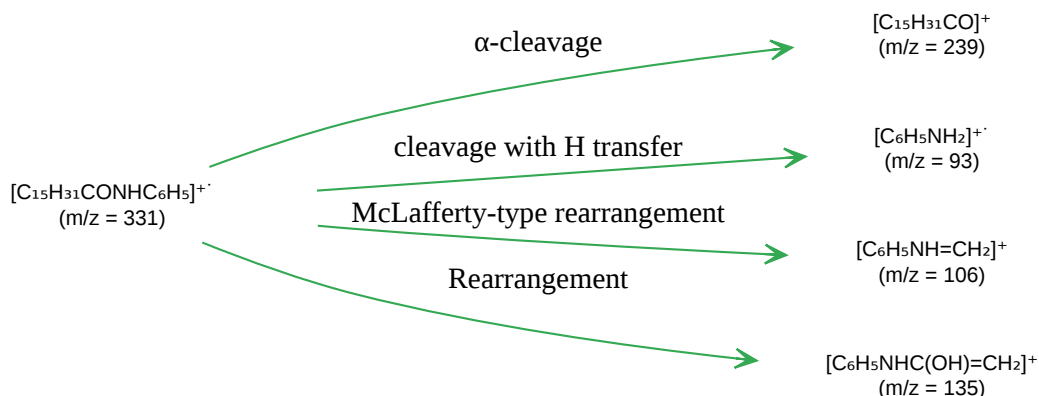 [C₁₅H₃₁CO]⁺
(m/z = 239)
α-cleavage
cleavage with H transfer
[C₆H₅NH₂]⁺˙
(m/z = 93)
[C₁₅H₃₁CONHC₆H₅]⁺˙
(m/z = 331)
McLafferty-type rearrangement
[C₆H₅NH=CH₂]⁺
(m/z = 106)
Rearrangement
[C₆H₅NHC(OH)=CH₂]⁺
(m/z = 135)